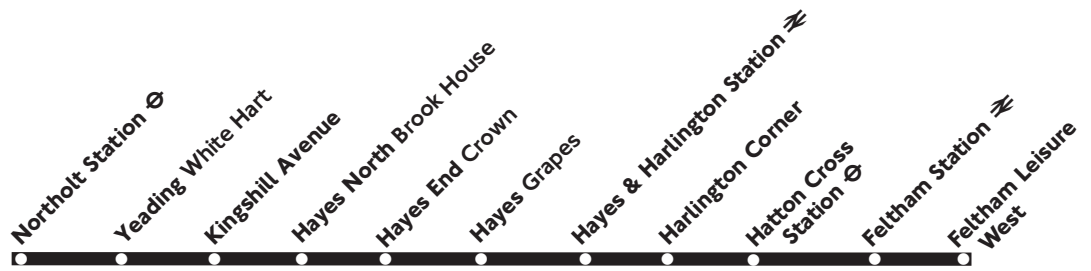 Northolt Station
Yeading White Hart
Kingshill Avenue
Hayes North Brook House
Hayes End Crown
Hayes Grapes
Hayes & Harlington Station
Harlington Corner
Hatton Cross
Station
Feltham Station
Feltham Leisure
West